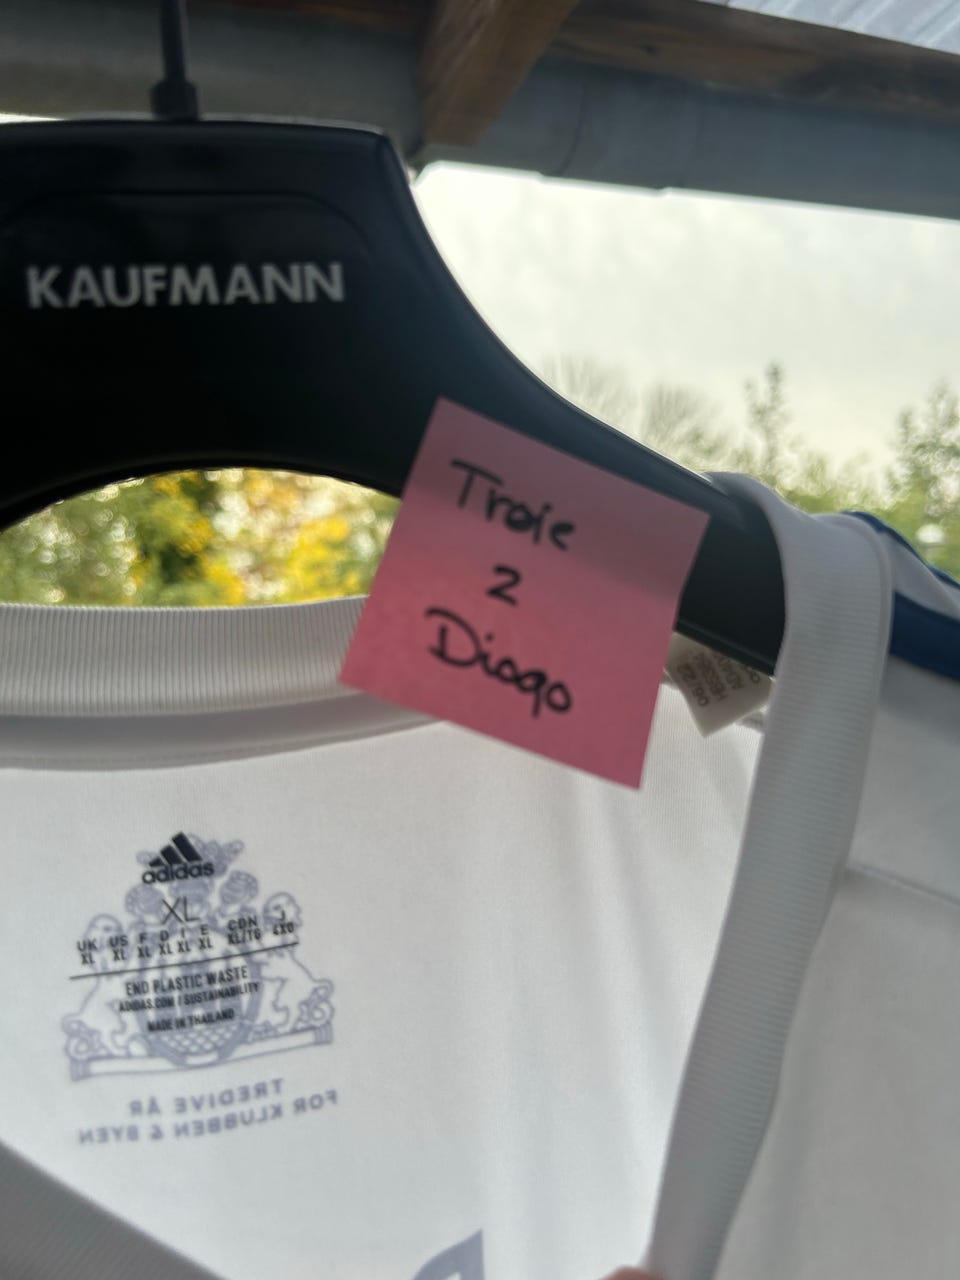 KAUFMANN
Trøie
2
Diogo
adidas
XL
UK US F D I E CDN J
XL XL XL XL XL XL XL/TG 4XO
END PLASTIC WASTE
ADIDAS.COM / SUSTAINABILITY
MADE IN THAILAND
TREDIVE ÅR
FOR KLUBBEN & BYEN